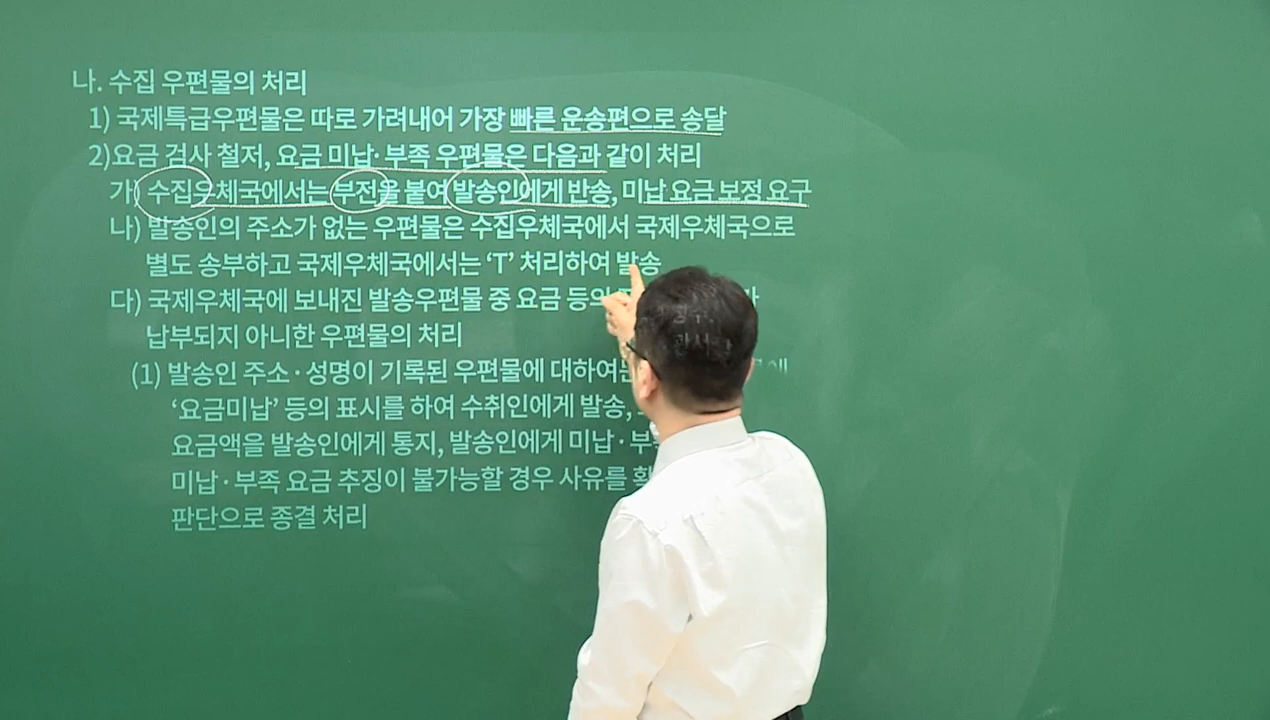 나. 수집 우편물의 처리
1) 국제특급우편물은 따로 가려내어 가장 빠른 운송편으로 송달
2)요금 검사 철저, 요금 미납· 부족 우편물은 다음과 같이 처리
가) 수집우체국에서는 부전을 붙여 발송인에게 반송, 미납 요금 보정 요구
나) 발송인의 주소가 없는 우편물은 수집우체국에서 국제우체국으로
별도 송부하고 국제우체국에서는 ‘T’ 처리하여 발송
다) 국제우체국에 보내진 발송우편물 중 요금 등의
납부되지 아니한 우편물의 처리
(1) 발송인 주소·성명이 기록된 우편물에 대하여는
‘요금미납’ 등의 표시를 하여 수취인에게 발송,
요금액을 발송인에게 통지, 발송인에게 미납·부
미납·부족 요금 추징이 불가능할 경우 사유를
판단으로 종결 처리